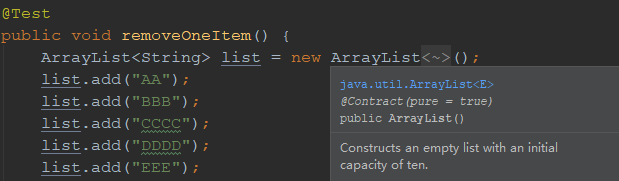 @Test
public void removeOneItem() {
ArrayList<String> list = new ArrayList<~>();
list.add("AA");
list.add("BBB");
list.add("CCCC");
list.add("DDDD");
list.add("EEE");
java.util.ArrayList<E>
@Contract(pure = true)
public ArrayList()
Constructs an empty list with an initial
capacity of ten.